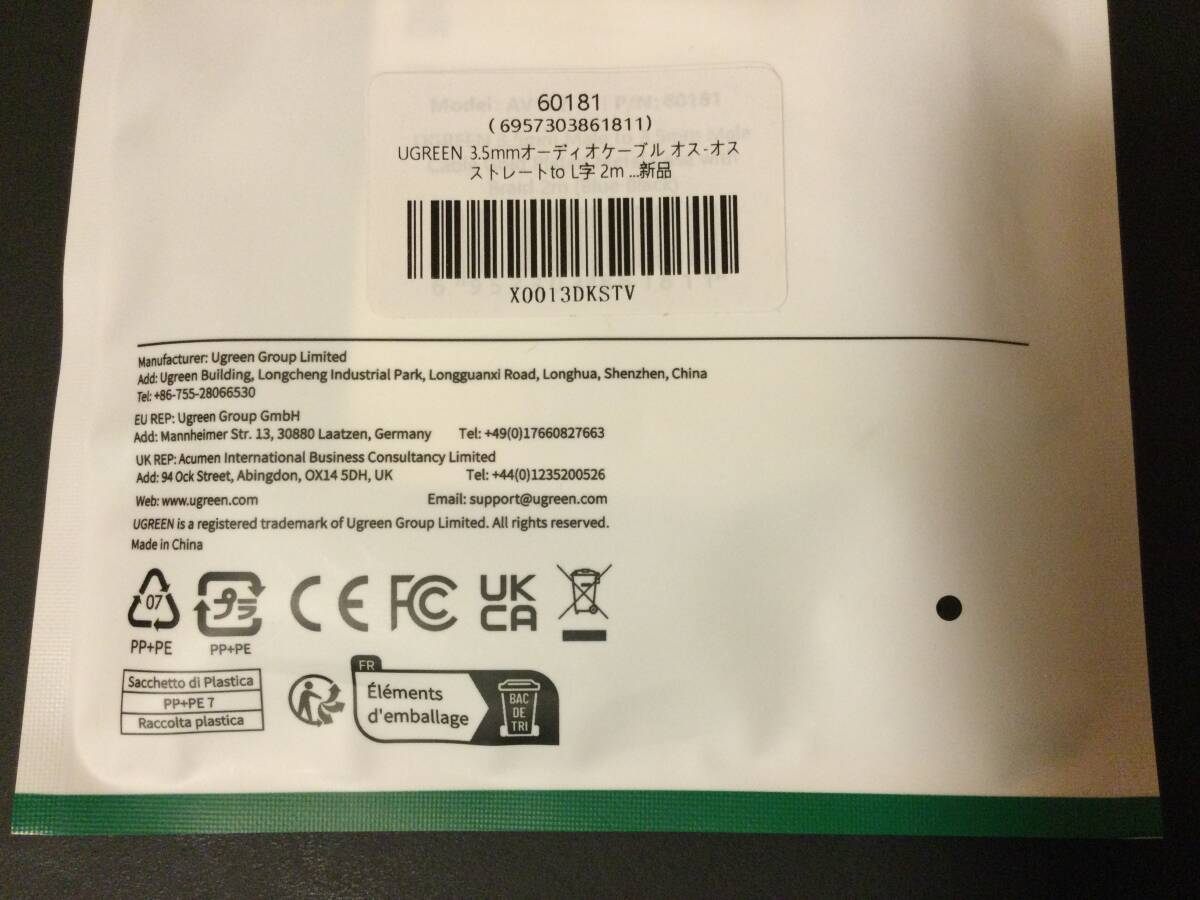 60181
(6957303861811)
UGREEN 3.5mmオーディオケーブル オス-オス
ストレートto L字 2m ...新品
X0013DKSTV
Manufacturer: Ugreen Group Limited
Add: Ugreen Building, Longcheng Industrial Park, Longguanxi Road, Longhua, Shenzhen, China
Tel: +86-755-28066530
EU REP: Ugreen Group GmbH
Add: Mannheimer Str. 13, 30880 Laatzen, Germany Tel: +49(0)17660827663
UK REP: Acumen International Business Consultancy Limited
Add: 94 Ock Street, Abingdon, OX14 5DH, UK Tel: +44(0)1235200526
Web: www.ugreen.com Email: support@ugreen.com
UGREEN is a registered trademark of Ugreen Group Limited. All rights reserved.
Made in China
07
PP+PE
プラ
PP+PE
CE
FC
UK
CA
Sacchetto di Plastica
PP+PE 7
Raccolta plastica
FR
Éléments
d'emballage
BAC
DE
TRI